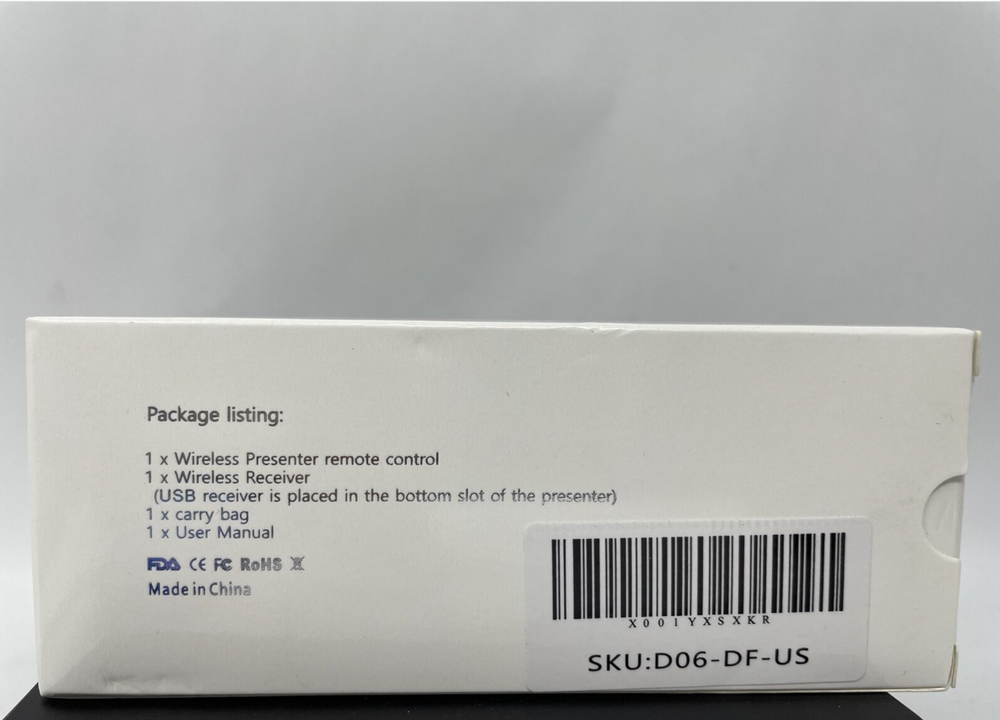 Package listing:
1 x Wireless Presenter remote control
1 x Wireless Receiver
(USB receiver is placed in the bottom slot of the presenter)
1 x carry bag
1 x User Manual
FDA CE FC RoHS
Made in China
X001YXSXKR
SKU:D06-DF-US